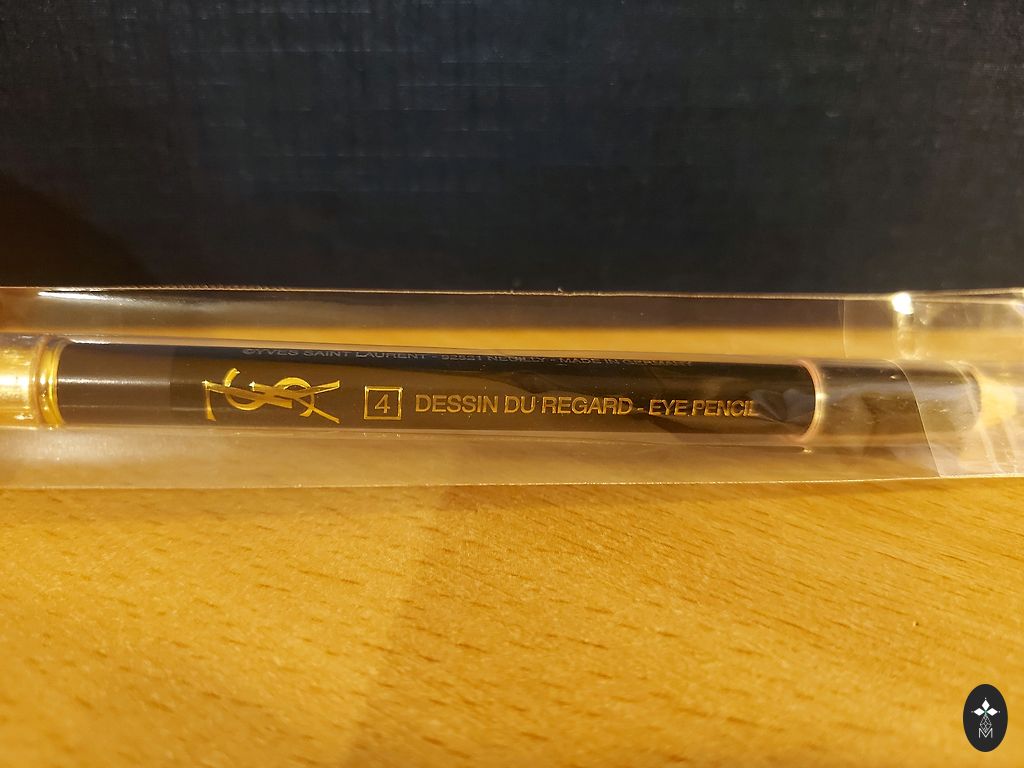 ©YVES SAINT LAURENT - 92521 NEUILLY - MADE IN GERMANY
YSL 4 DESSIN DU REGARD - EYE PENCIL
M